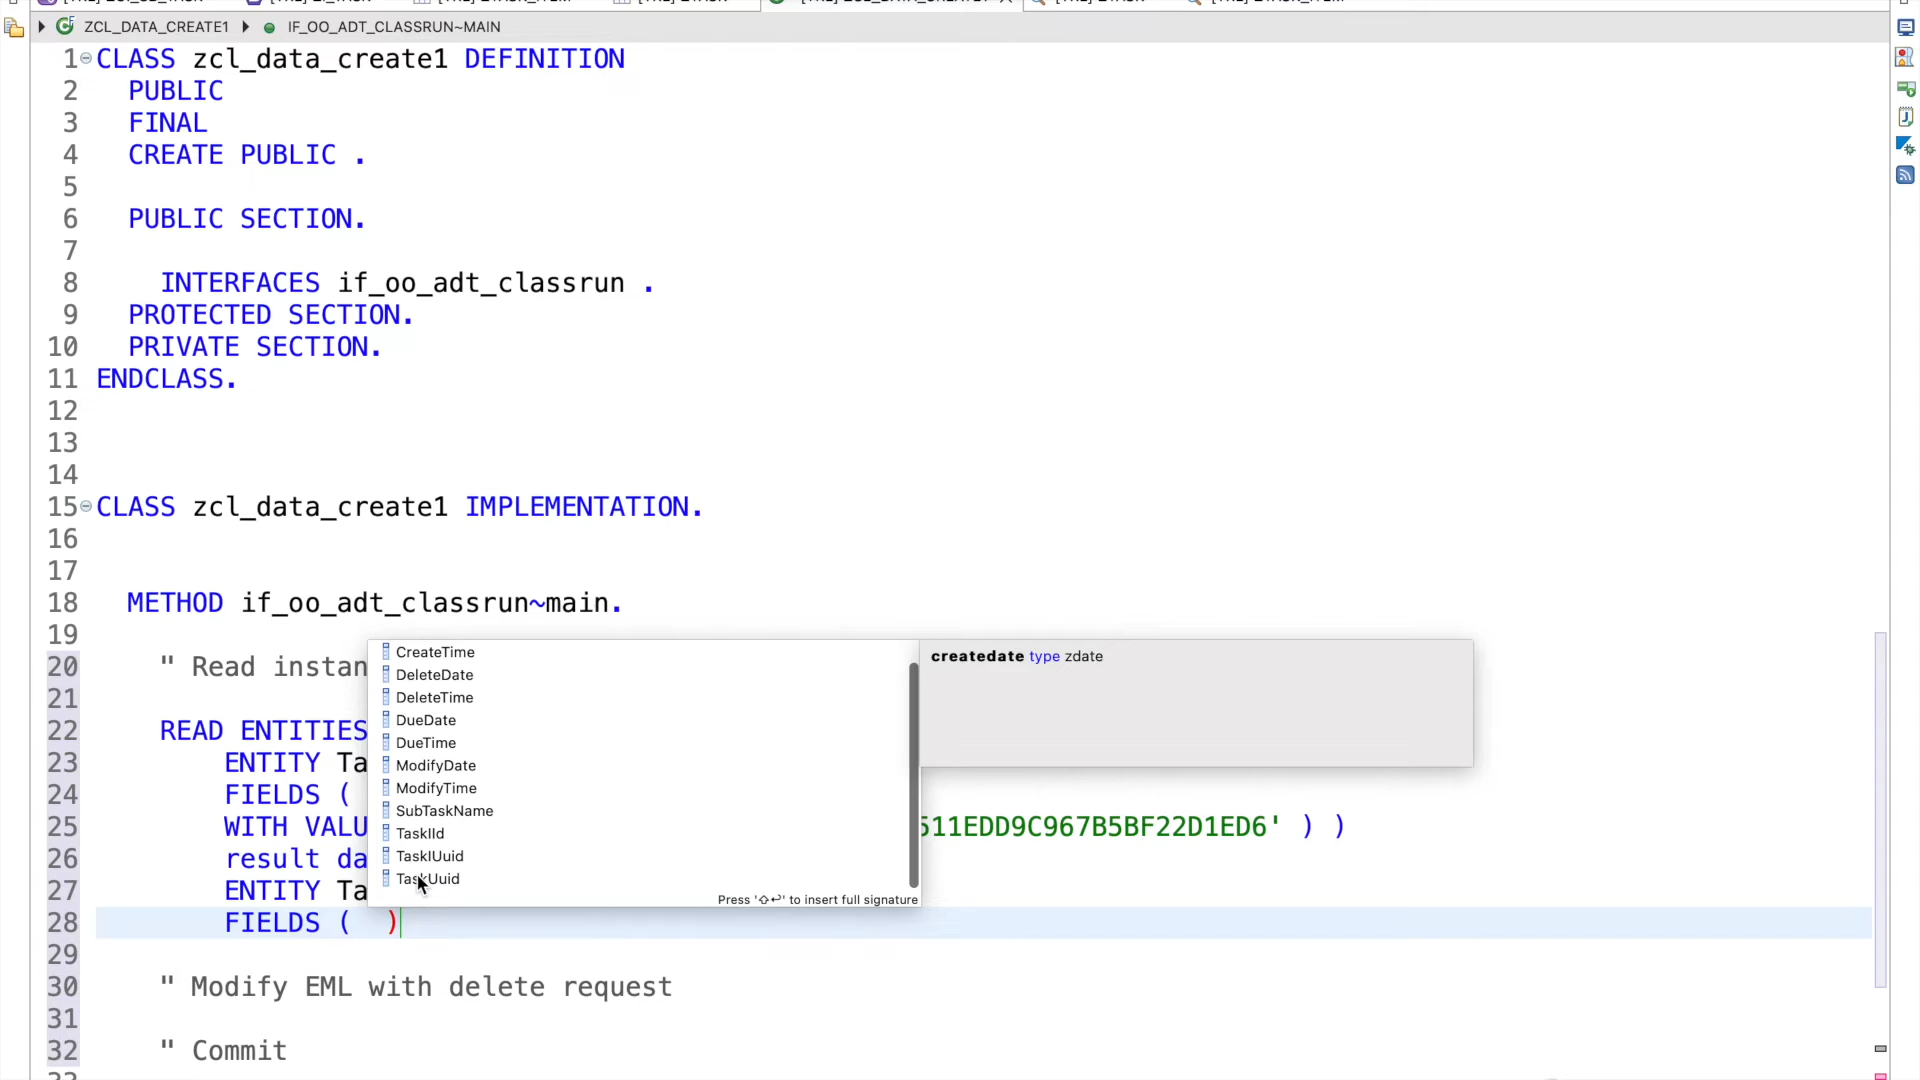 ZCL_DATA_CREATE1 IF_OO_ADT_CLASSRUN~MAIN
1 CLASS zcl_data_create1 DEFINITION
2 PUBLIC
3 FINAL
4 CREATE PUBLIC .
5
6 PUBLIC SECTION.
7
8 INTERFACES if_oo_adt_classrun .
9 PROTECTED SECTION.
10 PRIVATE SECTION.
11 ENDCLASS.
12
13
14
15 CLASS zcl_data_create1 IMPLEMENTATION.
16
17
18 METHOD if_oo_adt_classrun~main.
19
20 " Read instan
21
22 READ ENTITIES
23 ENTITY Ta
24 FIELDS (
25 WITH VALU 511EDD9C967B5BF22D1ED6' ) )
26 result da
27 ENTITY Ta
28 FIELDS ( )
29
30 " Modify EML with delete request
31
32 " Commit
CreateTime
DeleteDate
DeleteTime
DueDate
DueTime
ModifyDate
ModifyTime
SubTaskName
TaskIId
TaskIUuid
TaskUuid
Press '⇧↩' to insert full signature
createdate type zdate